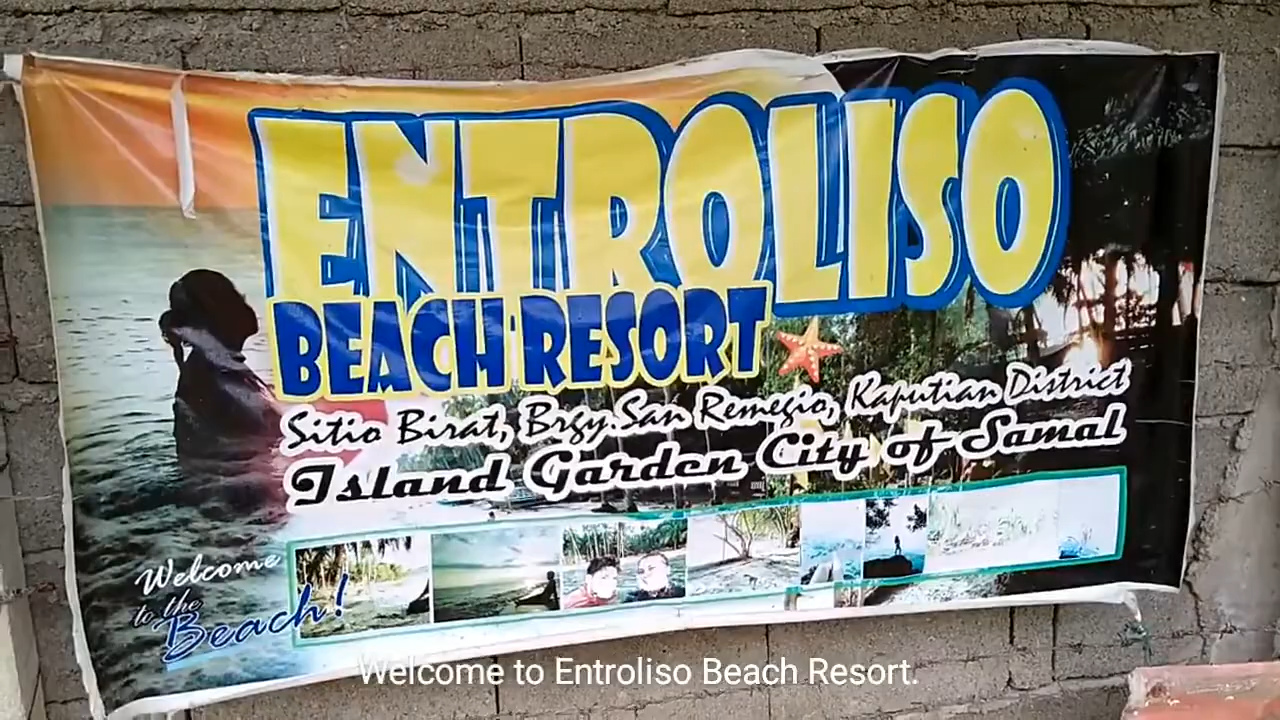 ENTROLISO
BEACH RESORT
Sitio Birat, Brgy.San Remegio, Kaputian District
Island Garden City of Samal
Welcome
to the
Beach!
Welcome to Entroliso Beach Resort.